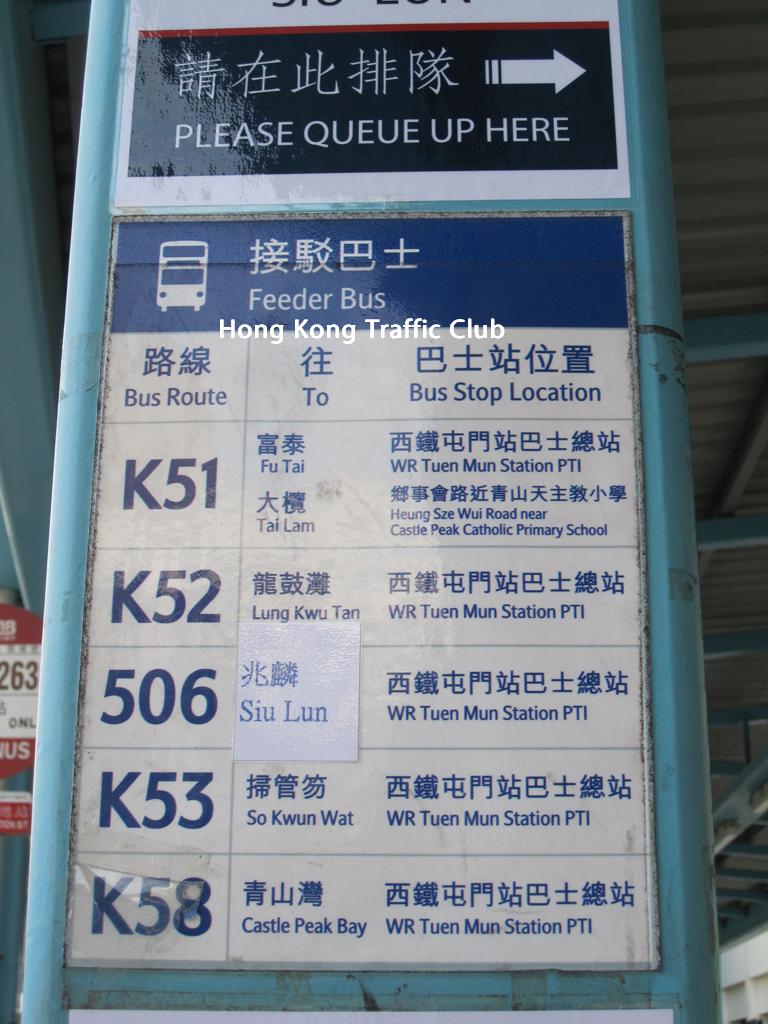 SIU LUN
請在此排隊
PLEASE QUEUE UP HERE
接駁巴士
Feeder Bus
Hong Kong Traffic Club
路線 往 巴士站位置
Bus Route To Bus Stop Location
K51
富泰 西鐵屯門站巴士總站
Fu Tai WR Tuen Mun Station PTI
大欖 鄉事會路近青山天主教小學
Tai Lam Heung Sze Wui Road near
Castle Peak Catholic Primary School
K52
龍鼓灘 西鐵屯門站巴士總站
Lung Kwu Tan WR Tuen Mun Station PTI
506
兆麟 西鐵屯門站巴士總站
Siu Lun WR Tuen Mun Station PTI
K53
掃管笏 西鐵屯門站巴士總站
So Kwun Wat WR Tuen Mun Station PTI
K58
青山灣 西鐵屯門站巴士總站
Castle Peak Bay WR Tuen Mun Station PTI
263